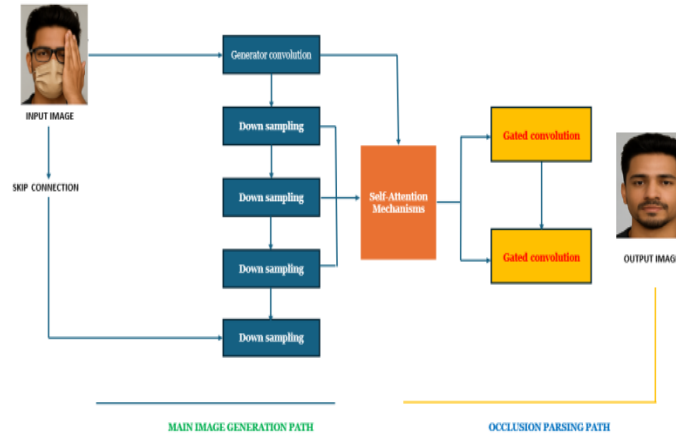 INPUT IMAGE
SKIP CONNECTION
Generator convolution
Down sampling
Down sampling
Down sampling
Down sampling
Self-Attention
Mechanisms
Gated convolution
Gated convolution
OUTPUT IMAGE
MAIN IMAGE GENERATION PATH
OCCLUSION PARSING PATH